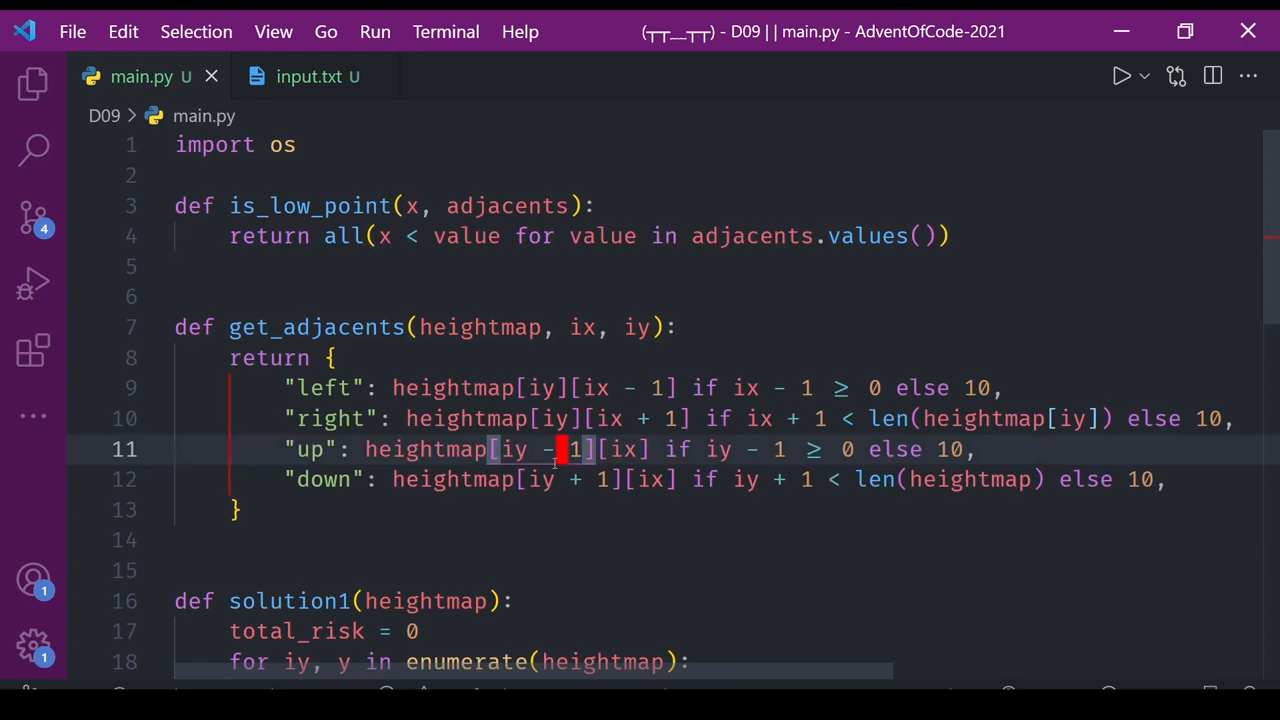 File Edit Selection View Go Run Terminal Help (┬┬__┬┬) - D09 | | main.py - AdventOfCode-2021
main.py U input.txt U
D09 > main.py
1 import os
2
3 def is_low_point(x, adjacents):
4 return all(x < value for value in adjacents.values())
5
6
7 def get_adjacents(heightmap, ix, iy):
8 return {
9 "left": heightmap[iy][ix - 1] if ix - 1 ≥ 0 else 10,
10 "right": heightmap[iy][ix + 1] if ix + 1 < len(heightmap[iy]) else 10,
11 "up": heightmap[iy - 1][ix] if iy - 1 ≥ 0 else 10,
12 "down": heightmap[iy + 1][ix] if iy + 1 < len(heightmap) else 10,
13 }
14
15
16 def solution1(heightmap):
17 total_risk = 0
18 for iy, y in enumerate(heightmap):
4
1
1